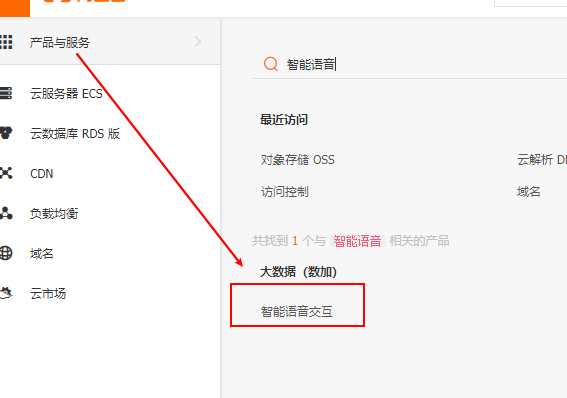 产品与服务
云服务器 ECS
云数据库 RDS 版
CDN
负载均衡
域名
云市场
智能语音
最近访问
对象存储 OSS
云解析
访问控制
域名
共找到 1 个与 智能语音 相关的产品
大数据（数加）
智能语音交互